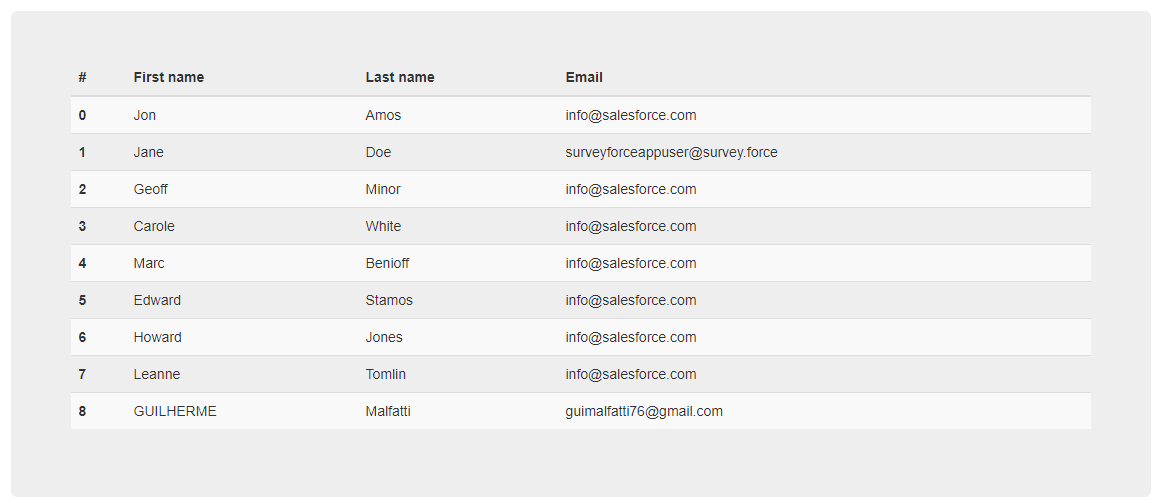 # First name Last name Email
0 Jon Amos info@salesforce.com
1 Jane Doe surveyforceappuser@survey.force
2 Geoff Minor info@salesforce.com
3 Carole White info@salesforce.com
4 Marc Benioff info@salesforce.com
5 Edward Stamos info@salesforce.com
6 Howard Jones info@salesforce.com
7 Leanne Tomlin info@salesforce.com
8 GUILHERME Malfatti guimalfatti76@gmail.com